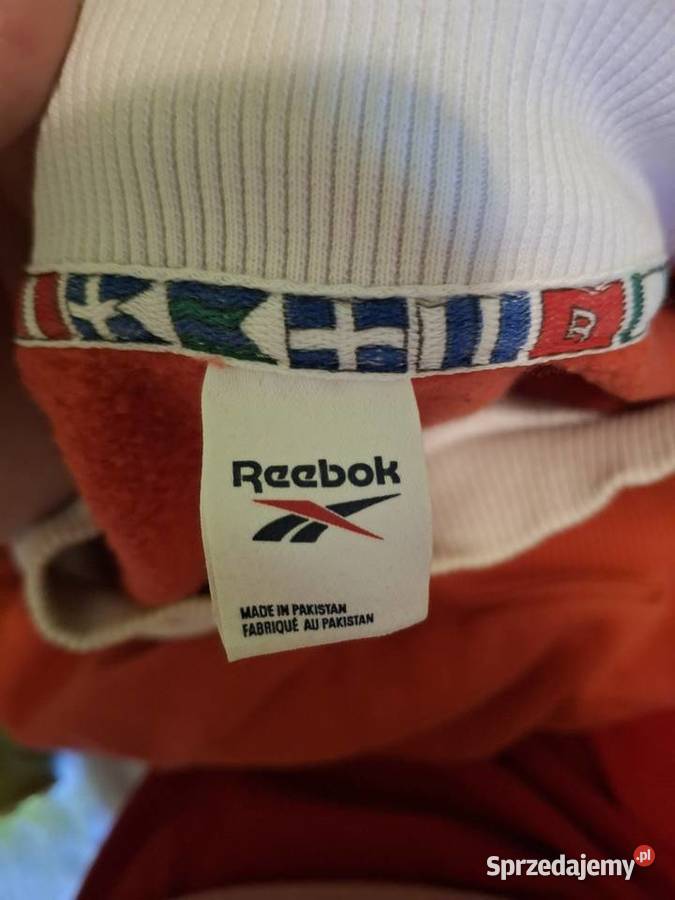 Reebok
MADE IN PAKISTAN
FABRIQUÉ AU PAKISTAN
Sprzedajemy.pl